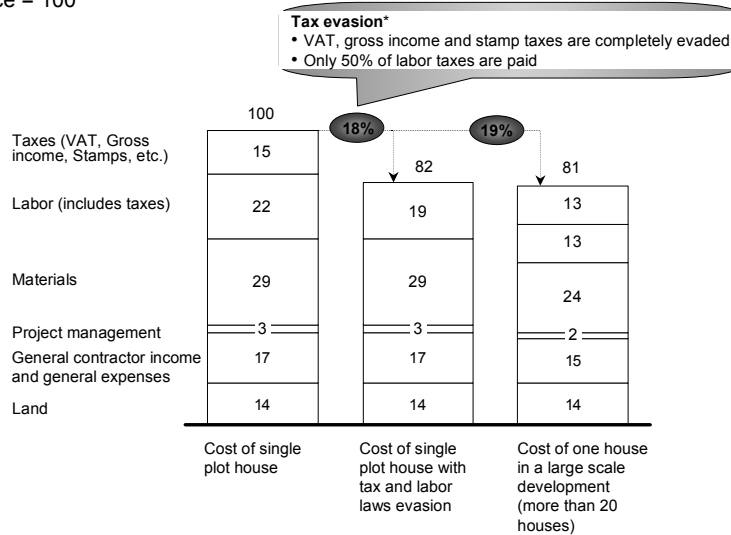 ce = 100
Tax evasion*
• VAT, gross income and stamp taxes are completely evaded
• Only 50% of labor taxes are paid
100
18%
19%
82
81
Taxes (VAT, Gross
income, Stamps, etc.)
15
Labor (includes taxes)
22
19
13
13
Materials
29
29
24
Project management
3
3
2
General contractor income
and general expenses
17
17
15
Land
14
14
14
Cost of single
plot house
Cost of single
plot house with
tax and labor
laws evasion
Cost of one house
in a large scale
development
(more than 20
houses)